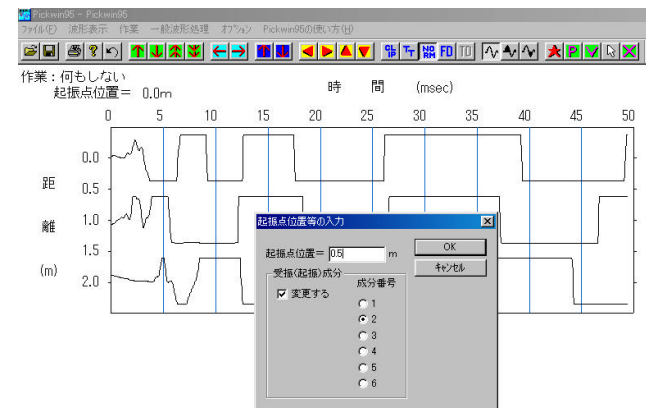 Pickwin95 - Pickwin95
ファイル(F) 波形表示 作業 一般波形処理 オプション Pickwin95の使い方(H)
作業：何もしない
起振点位置＝ 0.0m
時 間 (msec)
0 5 10 15 20 25 30 35 40 45 50
距
離
(m)
0.0
0.5
1.0
1.5
2.0
起振点位置等の入力
起振点位置＝ 0.5 m
OK
キャンセル
受振(起振)成分
変更する
成分番号
1
2
3
4
5
6